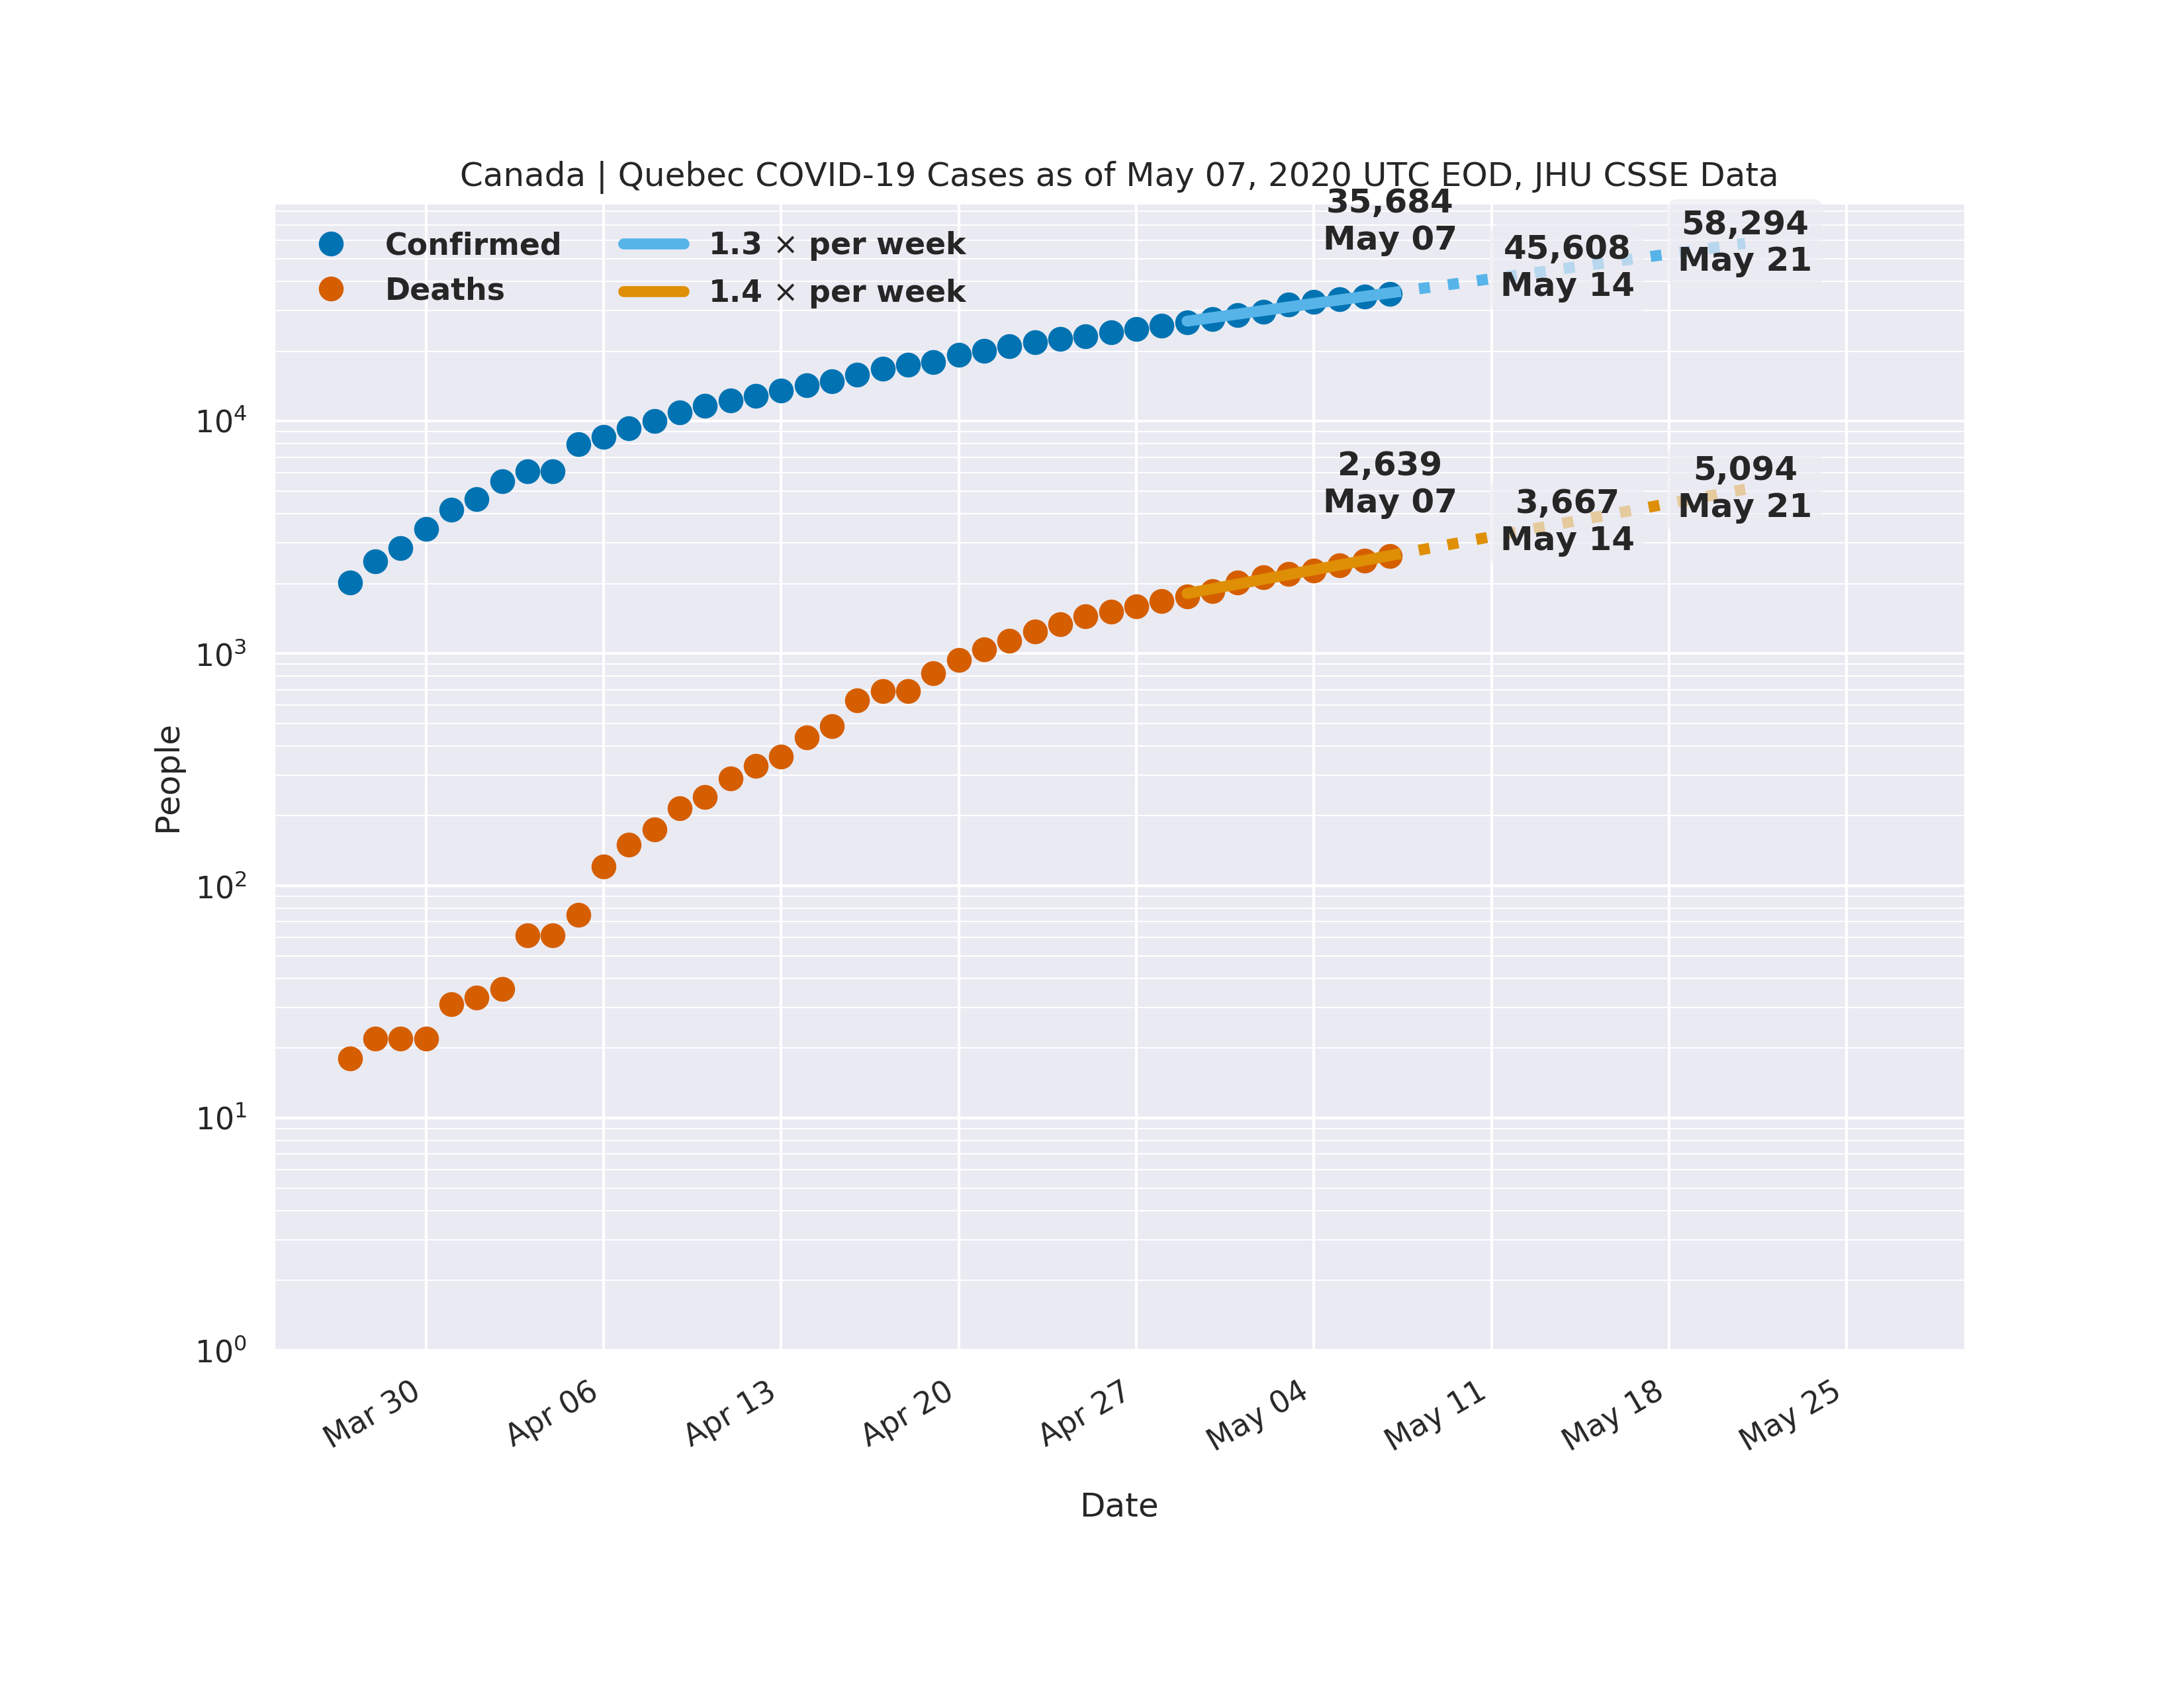 Canada | Quebec COVID-19 Cases as of May 07, 2020 UTC EOD, JHU CSSE Data
Confirmed
Deaths
1.3 × per week
1.4 × per week
35,684
May 07
45,608
May 14
58,294
May 21
2,639
May 07
3,667
May 14
5,094
May 21
People
10⁴
10³
10²
10¹
10⁰
Mar 30
Apr 06
Apr 13
Apr 20
Apr 27
May 04
May 11
May 18
May 25
Date